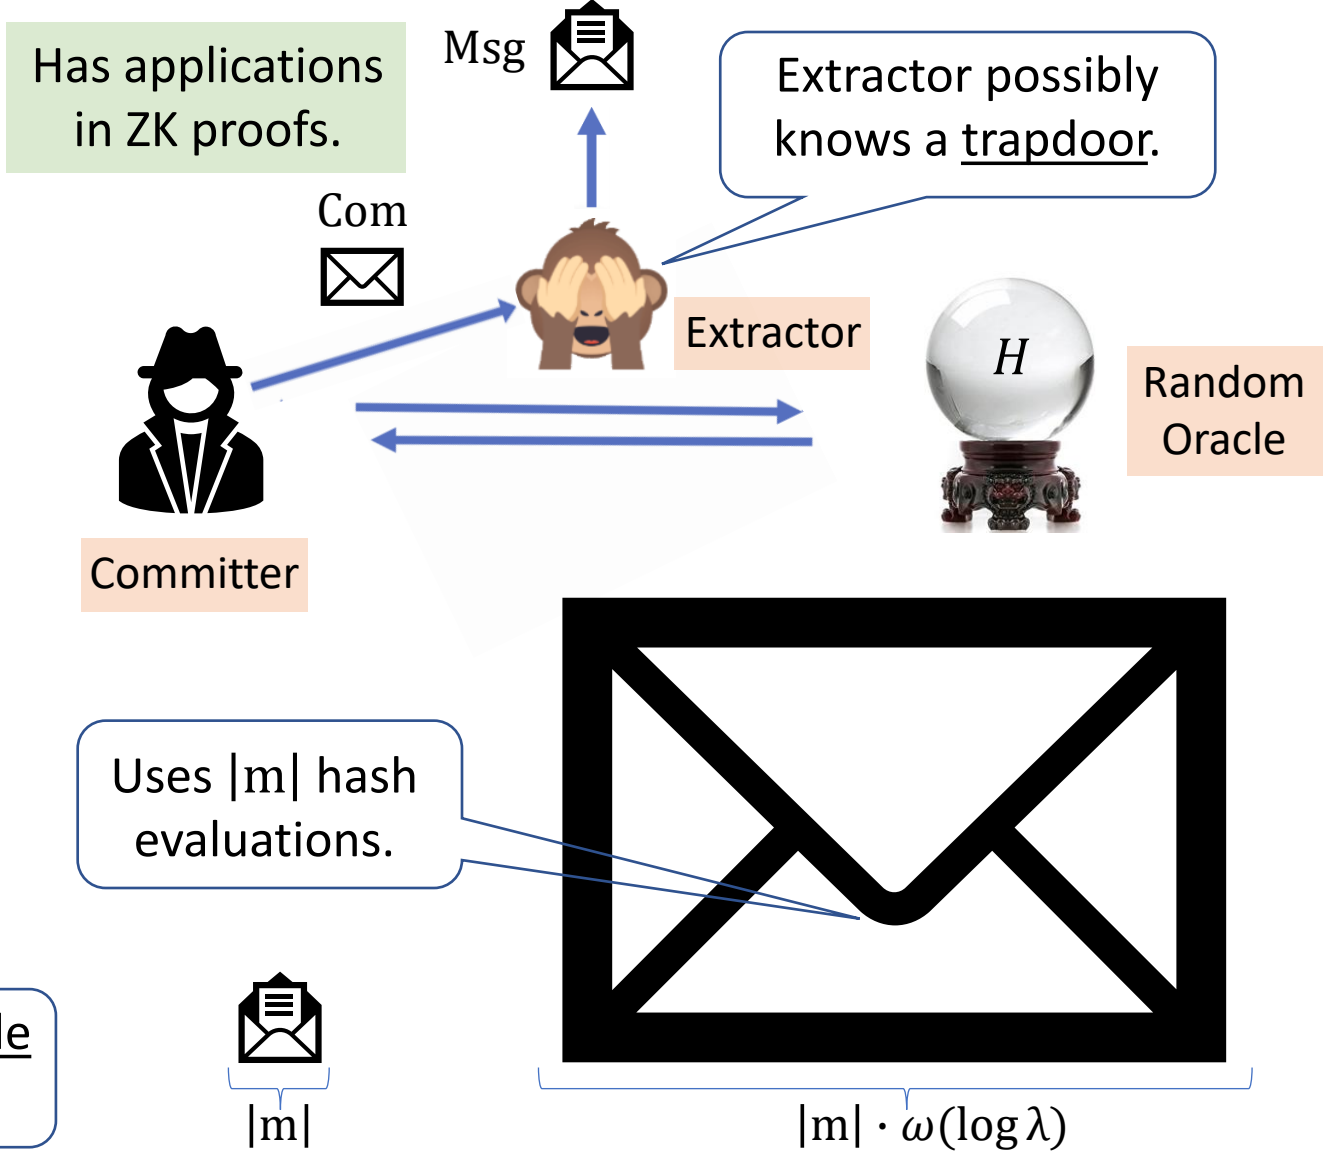 Has applications
in ZK proofs.
Msg
Extractor possibly
knows a trapdoor.
Com
Extractor
H
Random
Oracle
Committer
Uses |m| hash
evaluations.
|m|
|m| · ω(log λ)